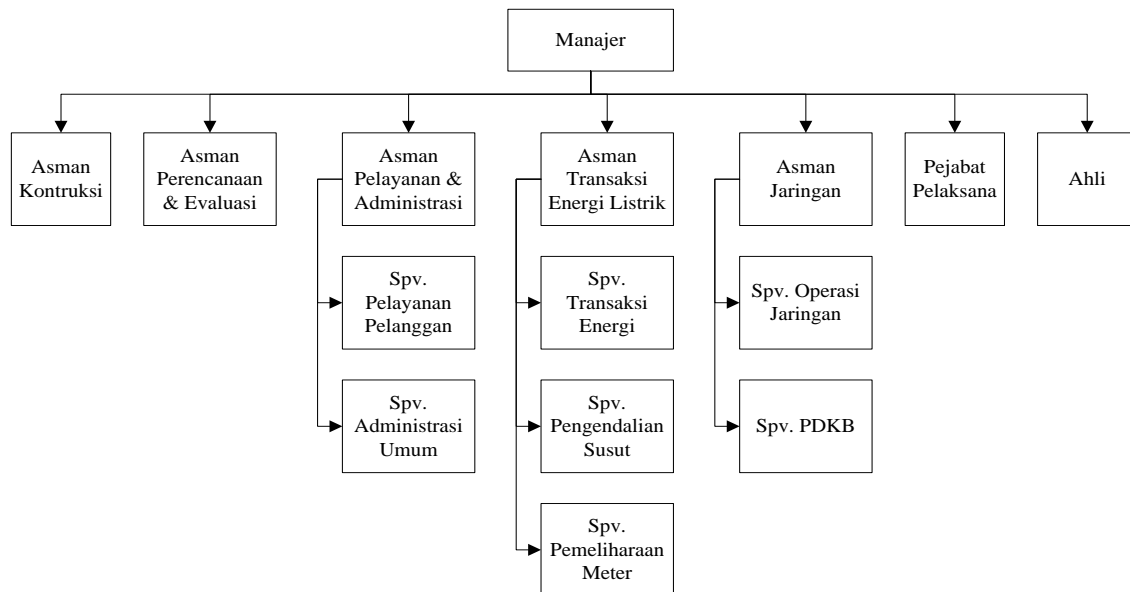 Manajer
Asman
Kontruksi
Asman
Perencanaan
& Evaluasi
Asman
Pelayanan &
Administrasi
Asman
Transaksi
Energi Listrik
Asman
Jaringan
Pejabat
Pelaksana
Ahli
Spv.
Pelayanan
Pelanggan
Spv.
Transaksi
Energi
Spv. Operasi
Jaringan
Spv.
Administrasi
Umum
Spv.
Pengendalian
Susut
Spv. PDKB
Spv.
Pemeliharaan
Meter